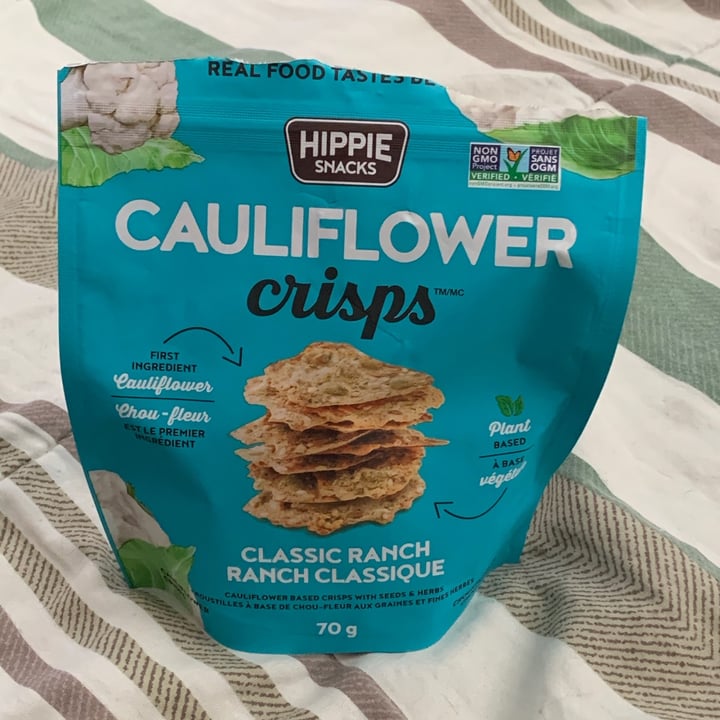 REAL FOOD TASTES BE
HIPPIE
SNACKS
NON
GMO
Project
VERIFIED
PROJET
SANS
OGM
VÉRIFIÉ
CAULIFLOWER
crisps TM/MC
FIRST
INGREDIENT
Cauliflower
Chou-fleur
EST LE PREMIER
INGRÉDIENT
Plant
BASED
À BASE
CLASSIC RANCH
RANCH CLASSIQUE
CAULIFLOWER BASED CRISPS WITH SEEDS & HERBS
CROUSTILLES À BASE DE CHOU-FLEUR AUX GRAINES ET FINES HERBES
70 g